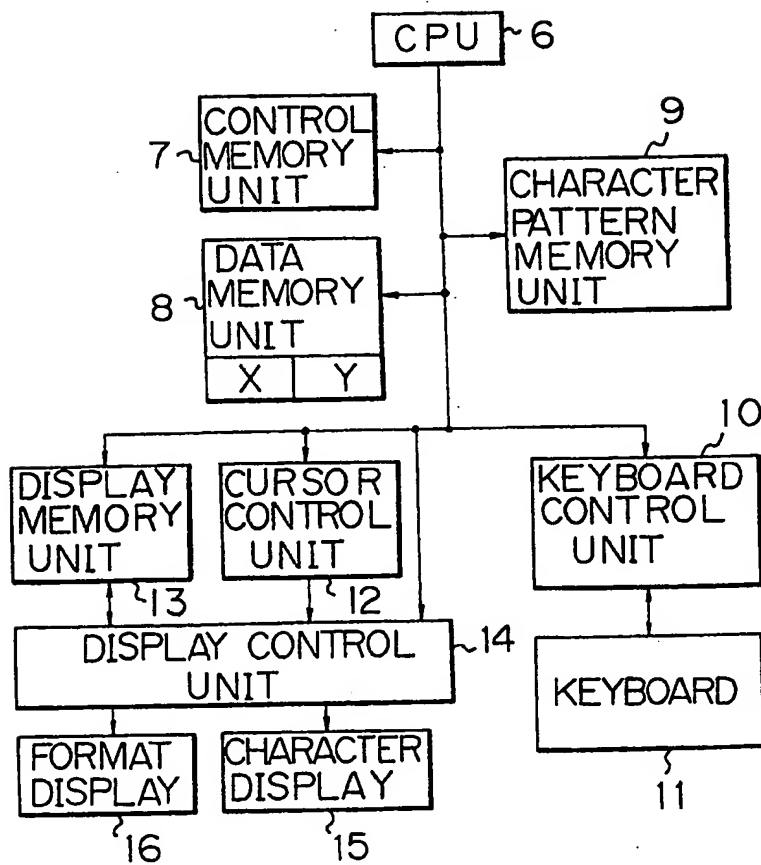 CPU
6
CONTROL
MEMORY
UNIT
7
9
CHARACTER
PATTERN
MEMORY
UNIT
DATA
MEMORY
UNIT
8
X Y
10
DISPLAY
MEMORY
UNIT
13
CURSOR
CONTROL
UNIT
12
KEYBOARD
CONTROL
UNIT
DISPLAY CONTROL
UNIT
14
KEYBOARD
11
FORMAT
DISPLAY
16
CHARACTER
DISPLAY
15